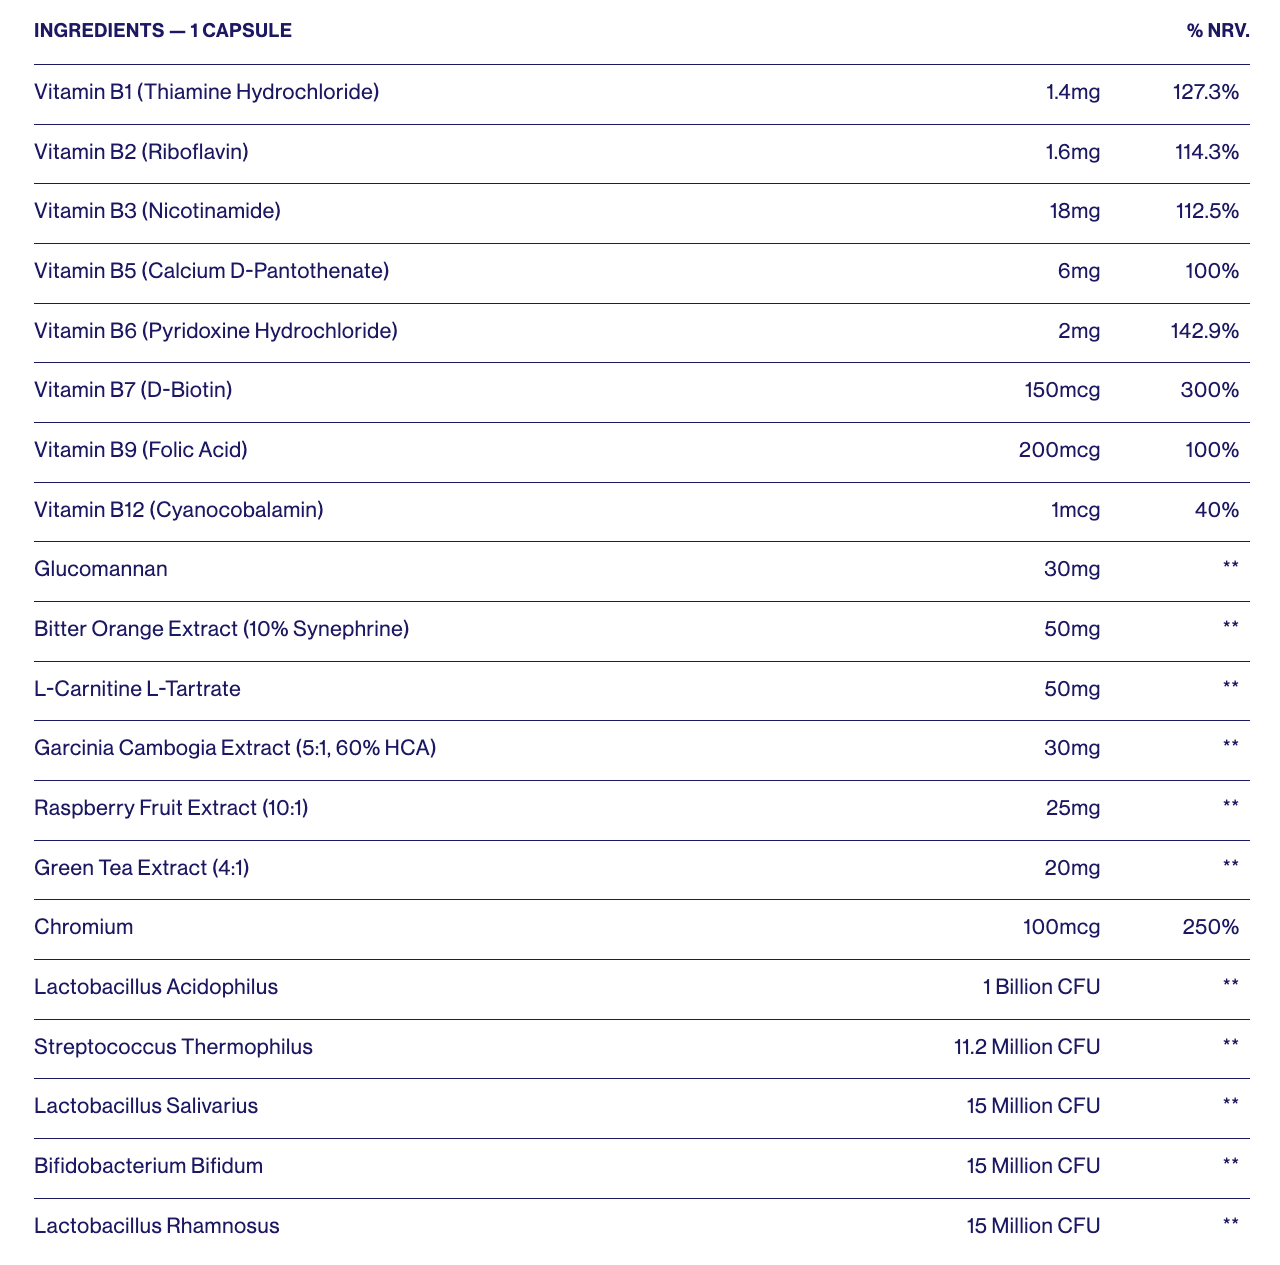 INGREDIENTS — 1 CAPSULE % NRV.
Vitamin B1 (Thiamine Hydrochloride) 1.4mg 127.3%
Vitamin B2 (Riboflavin) 1.6mg 114.3%
Vitamin B3 (Nicotinamide) 18mg 112.5%
Vitamin B5 (Calcium D-Pantothenate) 6mg 100%
Vitamin B6 (Pyridoxine Hydrochloride) 2mg 142.9%
Vitamin B7 (D-Biotin) 150mcg 300%
Vitamin B9 (Folic Acid) 200mcg 100%
Vitamin B12 (Cyanocobalamin) 1mcg 40%
Glucomannan 30mg **
Bitter Orange Extract (10% Synephrine) 50mg **
L-Carnitine L-Tartrate 50mg **
Garcinia Cambogia Extract (5:1, 60% HCA) 30mg **
Raspberry Fruit Extract (10:1) 25mg **
Green Tea Extract (4:1) 20mg **
Chromium 100mcg 250%
Lactobacillus Acidophilus 1 Billion CFU **
Streptococcus Thermophilus 11.2 Million CFU **
Lactobacillus Salivarius 15 Million CFU **
Bifidobacterium Bifidum 15 Million CFU **
Lactobacillus Rhamnosus 15 Million CFU **